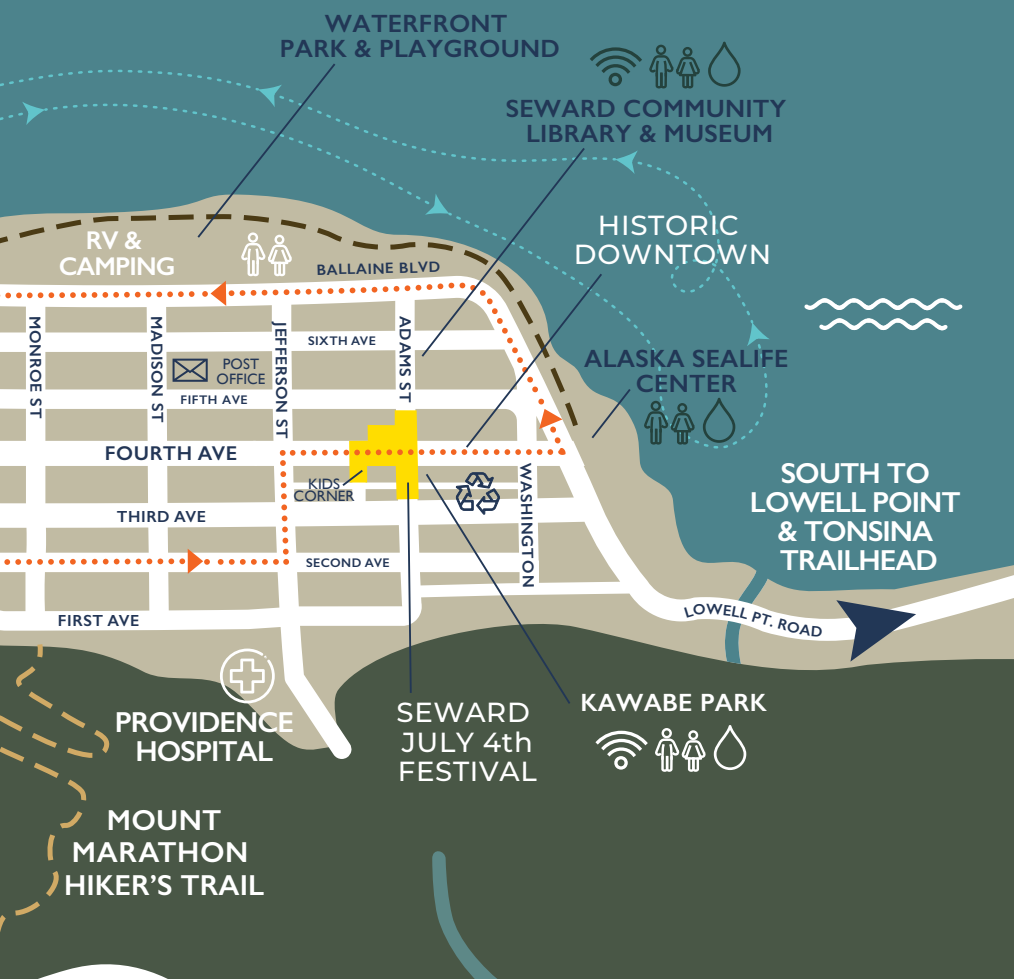 WATERFRONT
PARK & PLAYGROUND
SEWARD COMMUNITY
LIBRARY & MUSEUM
HISTORIC
DOWNTOWN
RV &
CAMPING
BALLAINE BLVD
MONROE ST
MADISON ST
JEFFERSON ST
ADAMS ST
SIXTH AVE
POST
OFFICE
FIFTH AVE
ALASKA SEALIFE
CENTER
FOURTH AVE
KIDS
CORNER
WASHINGTON
THIRD AVE
SECOND AVE
FIRST AVE
SOUTH TO
LOWELL POINT
& TONSINA
TRAILHEAD
LOWELL PT. ROAD
PROVIDENCE
HOSPITAL
SEWARD
JULY 4th
FESTIVAL
KAWABE PARK
MOUNT
MARATHON
HIKER'S TRAIL